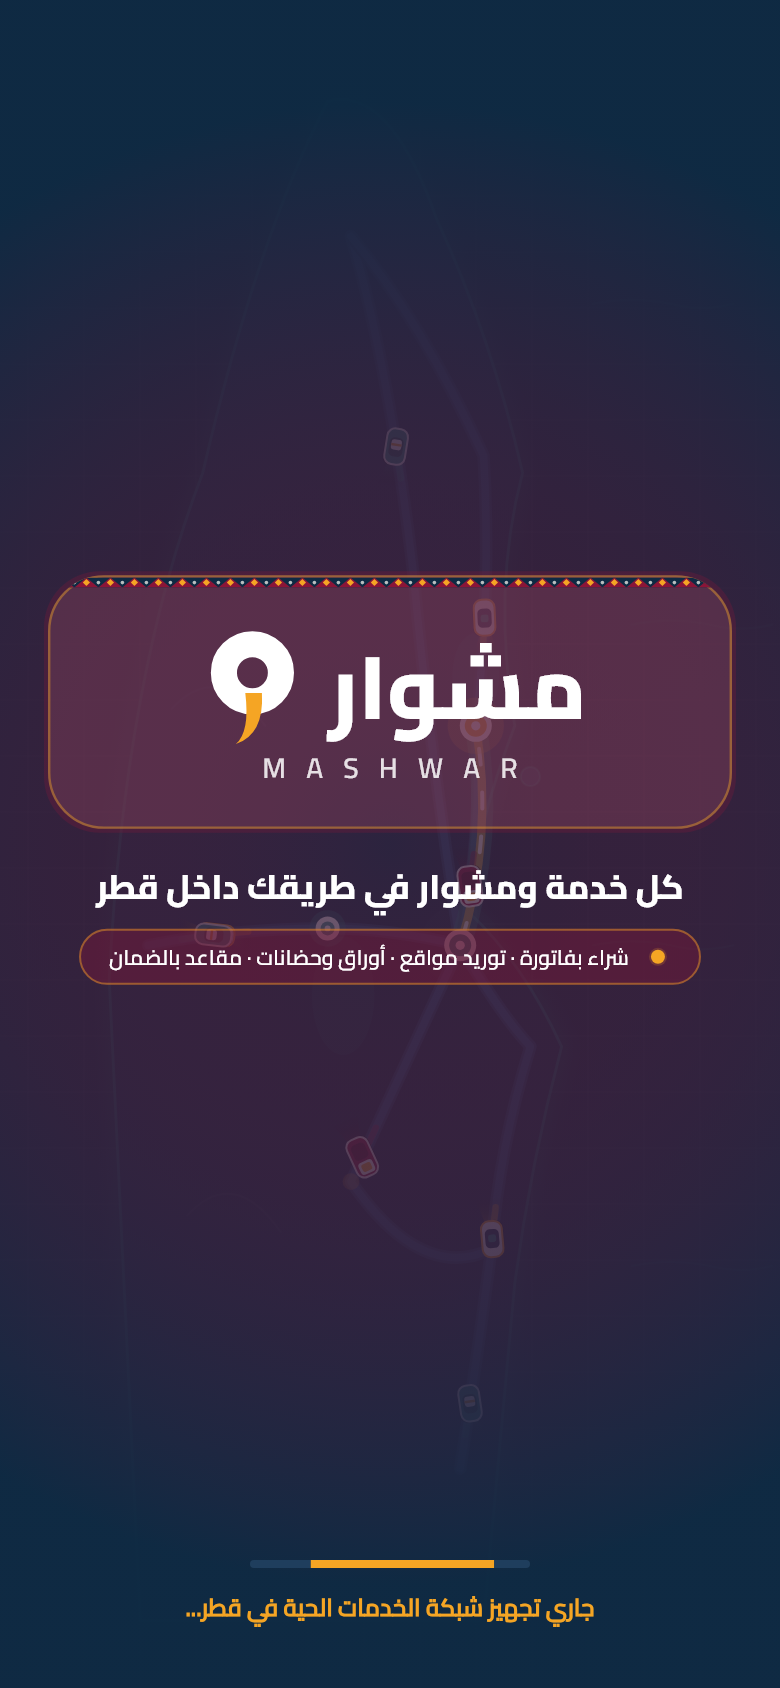 مشوار
MASHWAR
كل خدمة ومشوار في طريقك داخل قطر
شراء بفاتورة · توريد مواقع · أوراق وحضانات · مقاعد بالضمان
جاري تجهيز شبكة الخدمات الحية في قطر...